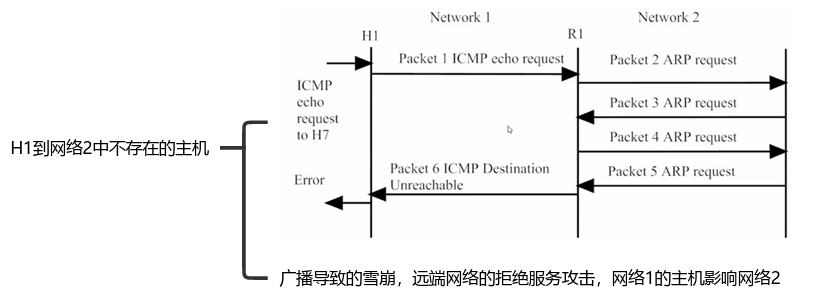 Network 1
Network 2
H1
R1
Packet 1 ICMP echo request
Packet 2 ARP request
ICMP
echo
request
to H7
Packet 3 ARP request
Packet 4 ARP request
H1到网络2中不存在的主机
Packet 6 ICMP Destination
Unreachable
Packet 5 ARP request
Error
广播导致的雪崩，远端网络的拒绝服务攻击，网络1的主机影响网络2